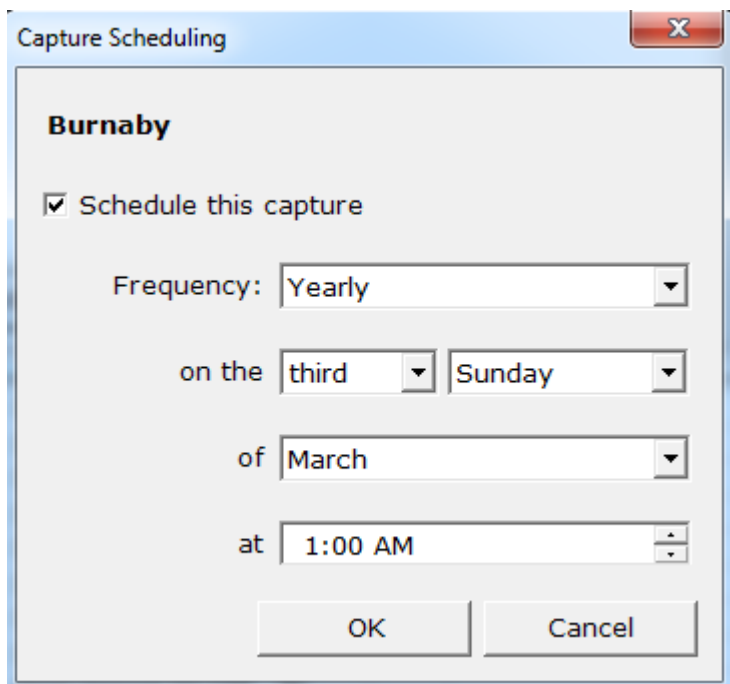 Capture Scheduling
Burnaby
Schedule this capture
Frequency: Yearly
on the third Sunday
of March
at 1:00 AM
OK Cancel